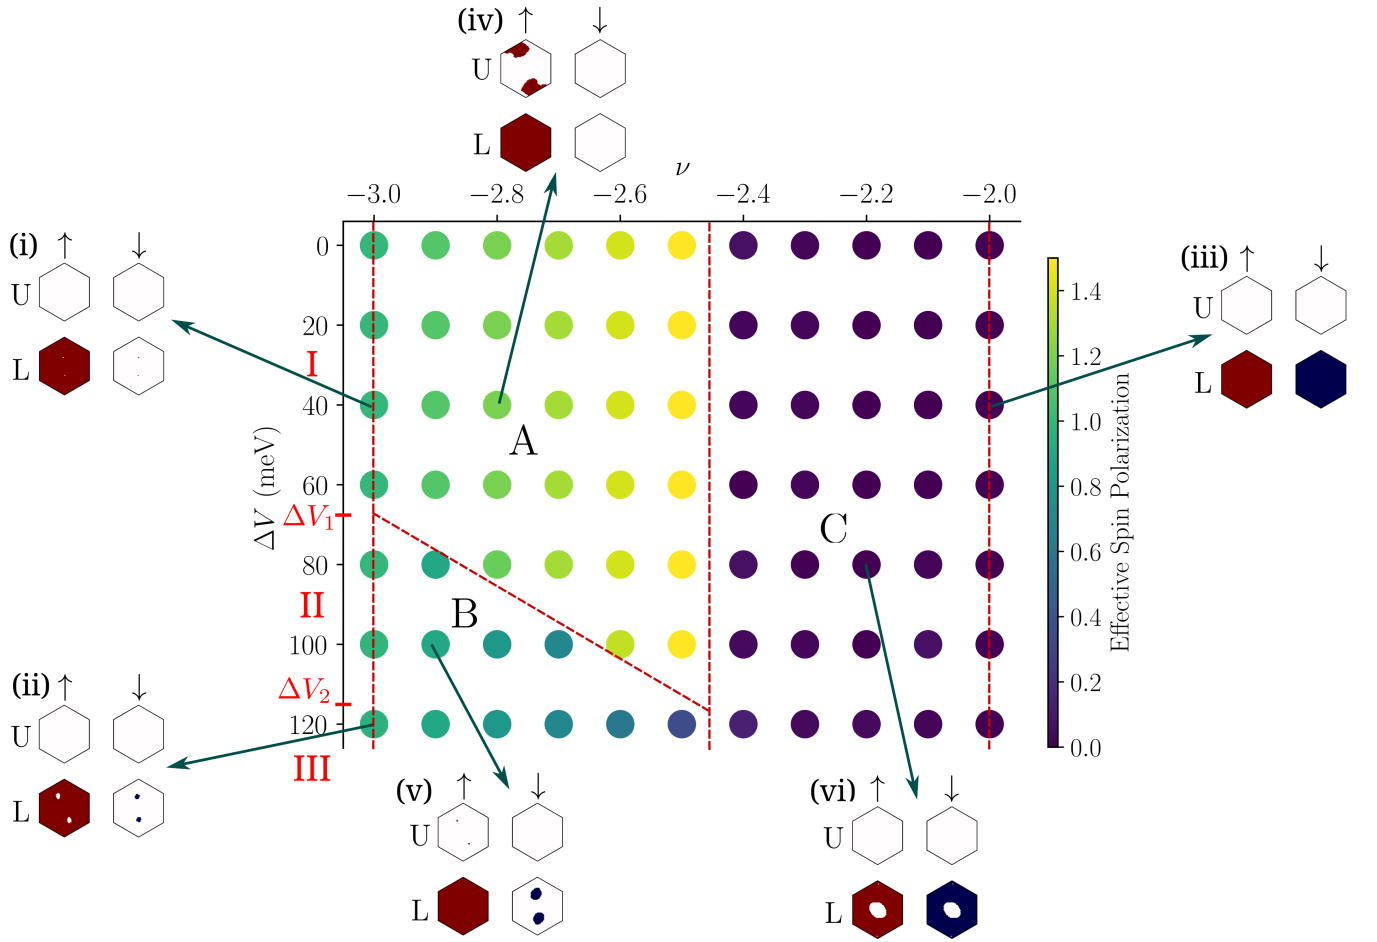 (iv) ↑ ↓
U
L
ν
−3.0 −2.8 −2.6 −2.4 −2.2 −2.0
(i) ↑ ↓
U
L
(iii) ↑ ↓
U
L
0
20
I
40
A
60
ΔV₁
80
II
B
100
ΔV₂
120
III
ΔV (meV)
C
1.4
1.2
1.0
0.8
0.6
0.4
0.2
0.0
Effective Spin Polarization
(ii) ↑ ↓
U
L
(v) ↑ ↓
U
L
(vi) ↑ ↓
U
L